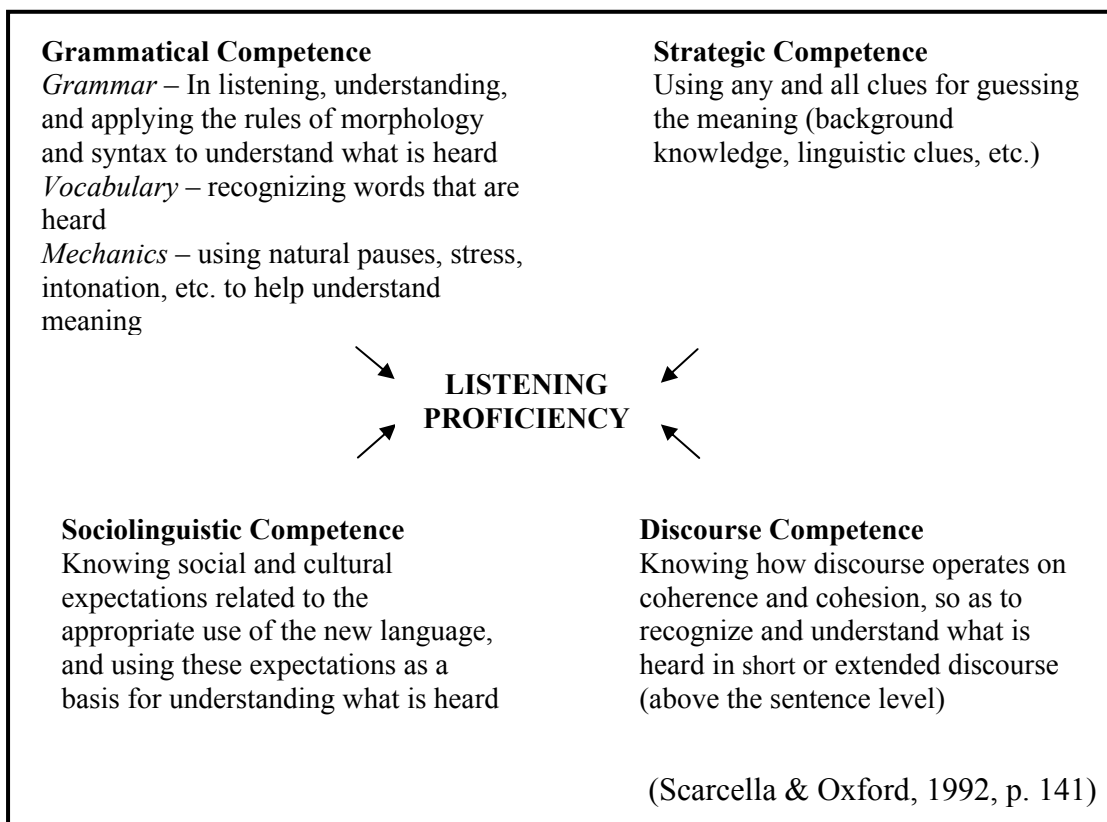 Grammatical Competence
Grammar – In listening, understanding,
and applying the rules of morphology
and syntax to understand what is heard
Vocabulary – recognizing words that are
heard
Mechanics – using natural pauses, stress,
intonation, etc. to help understand
meaning
Strategic Competence
Using any and all clues for guessing
the meaning (background
knowledge, linguistic clues, etc.)
LISTENING
PROFICIENCY
Sociolinguistic Competence
Knowing social and cultural
expectations related to the
appropriate use of the new language,
and using these expectations as a
basis for understanding what is heard
Discourse Competence
Knowing how discourse operates on
coherence and cohesion, so as to
recognize and understand what is
heard in short or extended discourse
(above the sentence level)
(Scarcella & Oxford, 1992, p. 141)